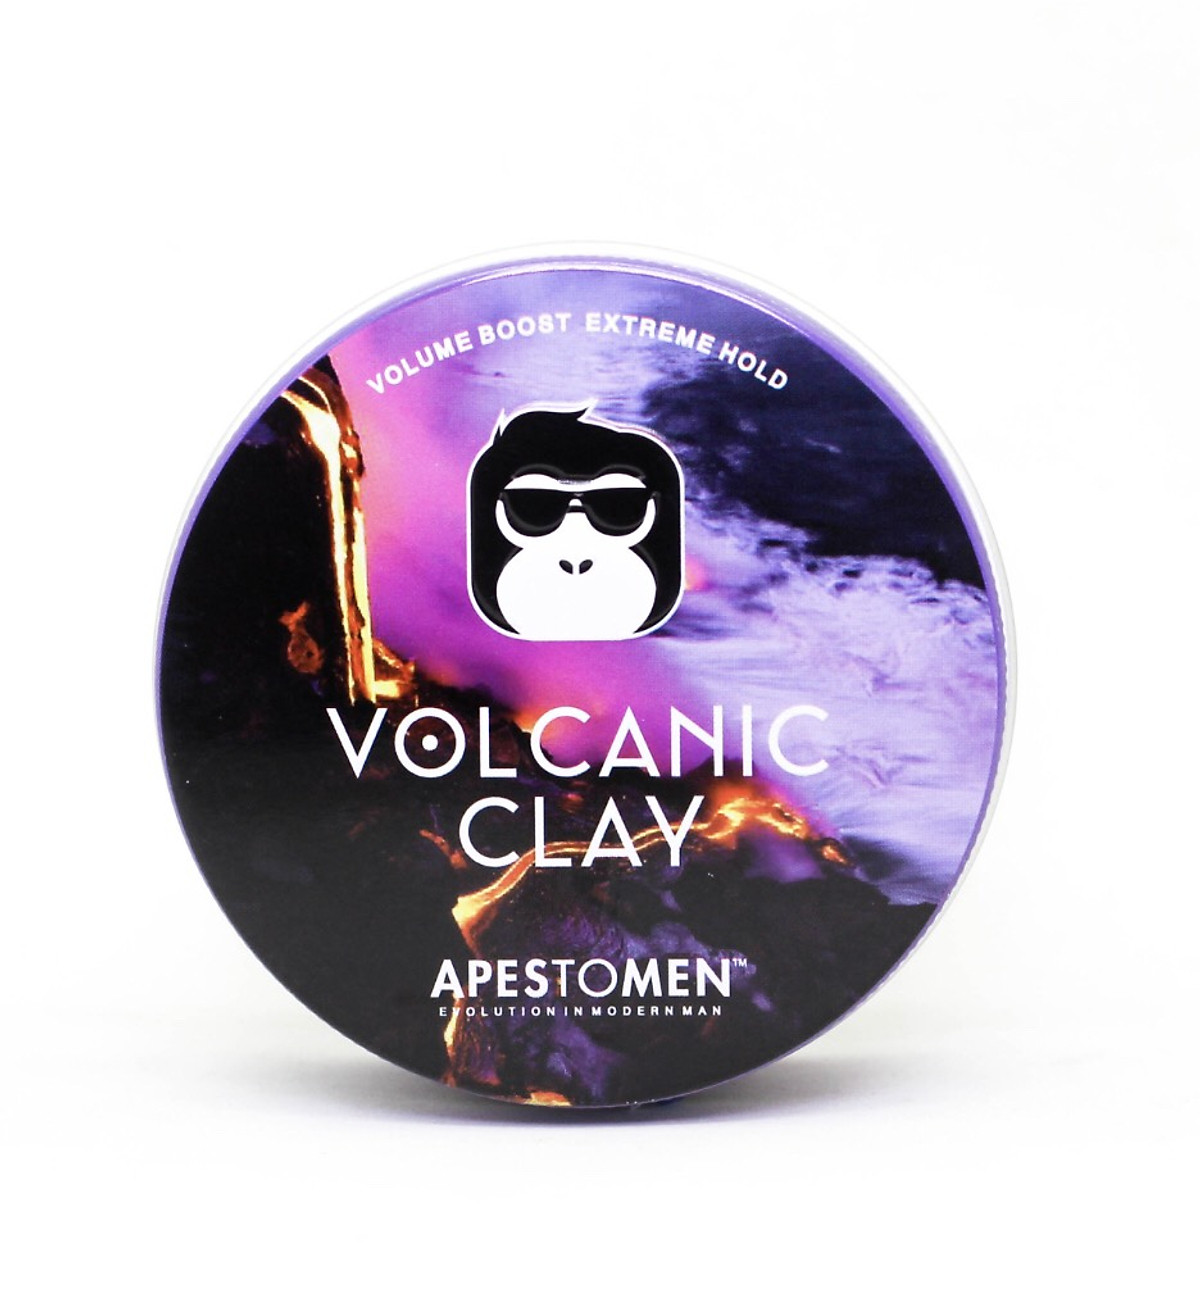 VOLUME BOOST EXTREME HOLD
VOLCANIC
CLAY
APESTOMEN™
EVOLUTION IN MODERN MAN